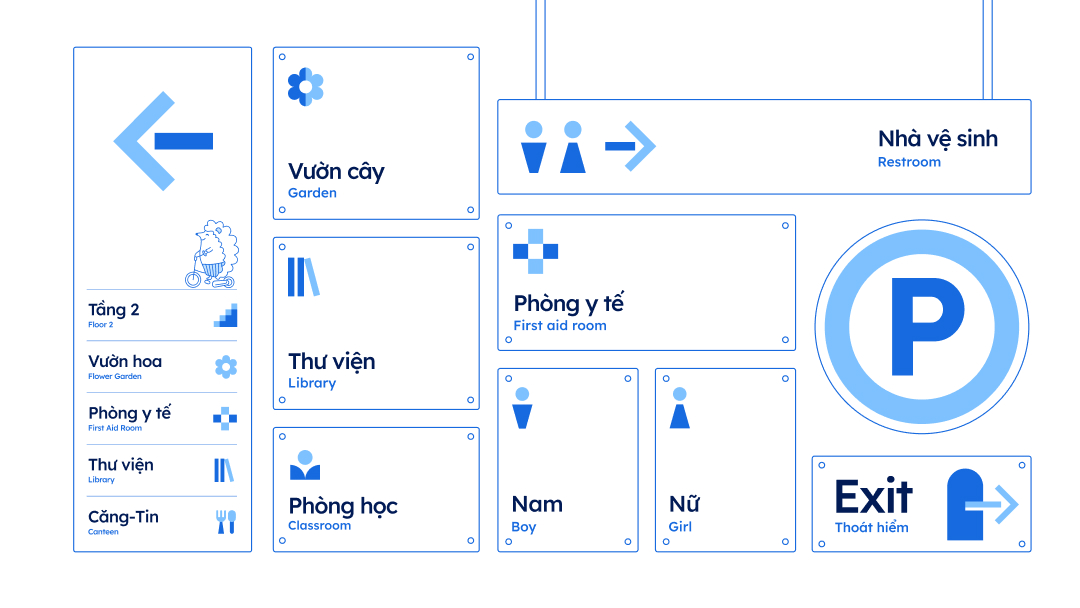 Tầng 2
Floor 2
Vườn hoa
Flower Garden
Phòng y tế
First Aid Room
Thư viện
Library
Căng-Tin
Canteen
Vườn cây
Garden
Thư viện
Library
Phòng học
Classroom
Nhà vệ sinh
Restroom
Phòng y tế
First aid room
Nam
Boy
Nữ
Girl
P
Exit
Thoát hiểm